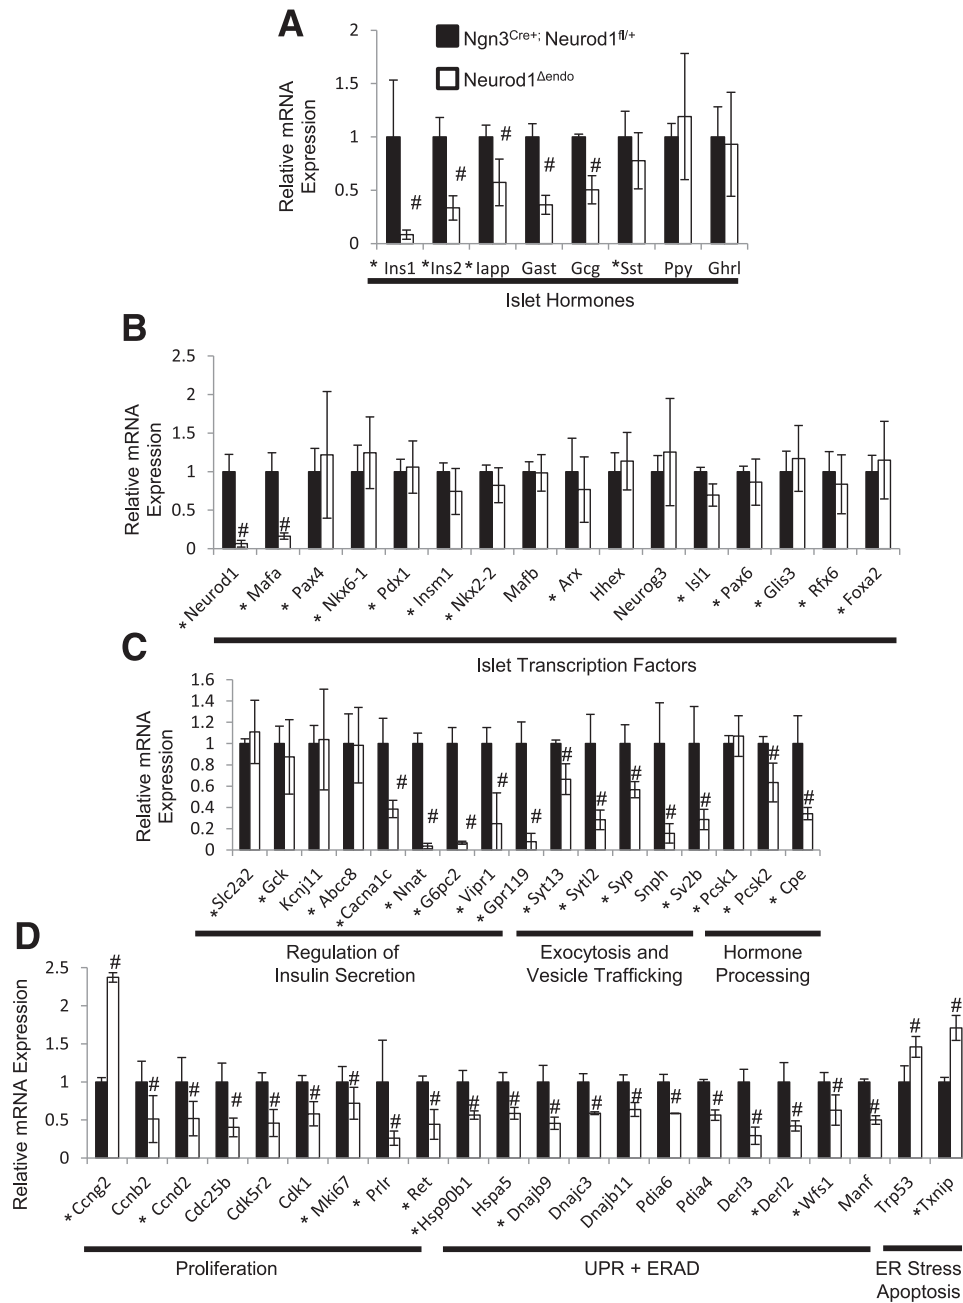 A
Ngn3Cre+; Neurod1fl/+
Neurod1Δendo
Relative mRNA
Expression
2
1.5
1
0.5
0
# # # # #
* Ins1 * Ins2 * Iapp Gast Gcg * Sst Ppy Ghrl
Islet Hormones
B
Relative mRNA
Expression
2.5
2
1.5
1
0.5
0
# #
* Neurod1 * Mafa * Pax4 * Nkx6-1 * Pdx1 * Insm1 * Nkx2-2 Mafb * Arx Hhex Neurog3 * Isl1 * Pax6 * Glis3 * Rfx6 * Foxa2
Islet Transcription Factors
C
Relative mRNA
Expression
1.6
1.4
1.2
1
0.8
0.6
0.4
0.2
0
# # # # # # # # # # # #
* Slc2a2 * Gck Kcnj11 * Abcc8 * Cacna1c * Nnat * G6pc2 * Vipr1 * Gpr119 * Syt13 * Sytl2 * Syp Snph * Sv2b * Pcsk1 * Pcsk2 * Cpe
Regulation of
Insulin Secretion
Exocytosis and
Vesicle Trafficking
Hormone
Processing
D
Relative mRNA Expression
2.5
2
1.5
1
0.5
0
# # # # # # # # # # # # # # # # # # # # # #
* Ccng2 Ccnb2 * Ccnd2 Cdc25b Cdk5r2 Cdk1 * Mki67 * Prlr * Ret * Hsp90b1 Hspa5 * Dnajb9 Dnajc3 Dnajb11 Pdia6 Pdia4 Derl3 * Derl2 * Wfs1 Manf Trp53 * Txnip
Proliferation
UPR + ERAD
ER Stress
Apoptosis